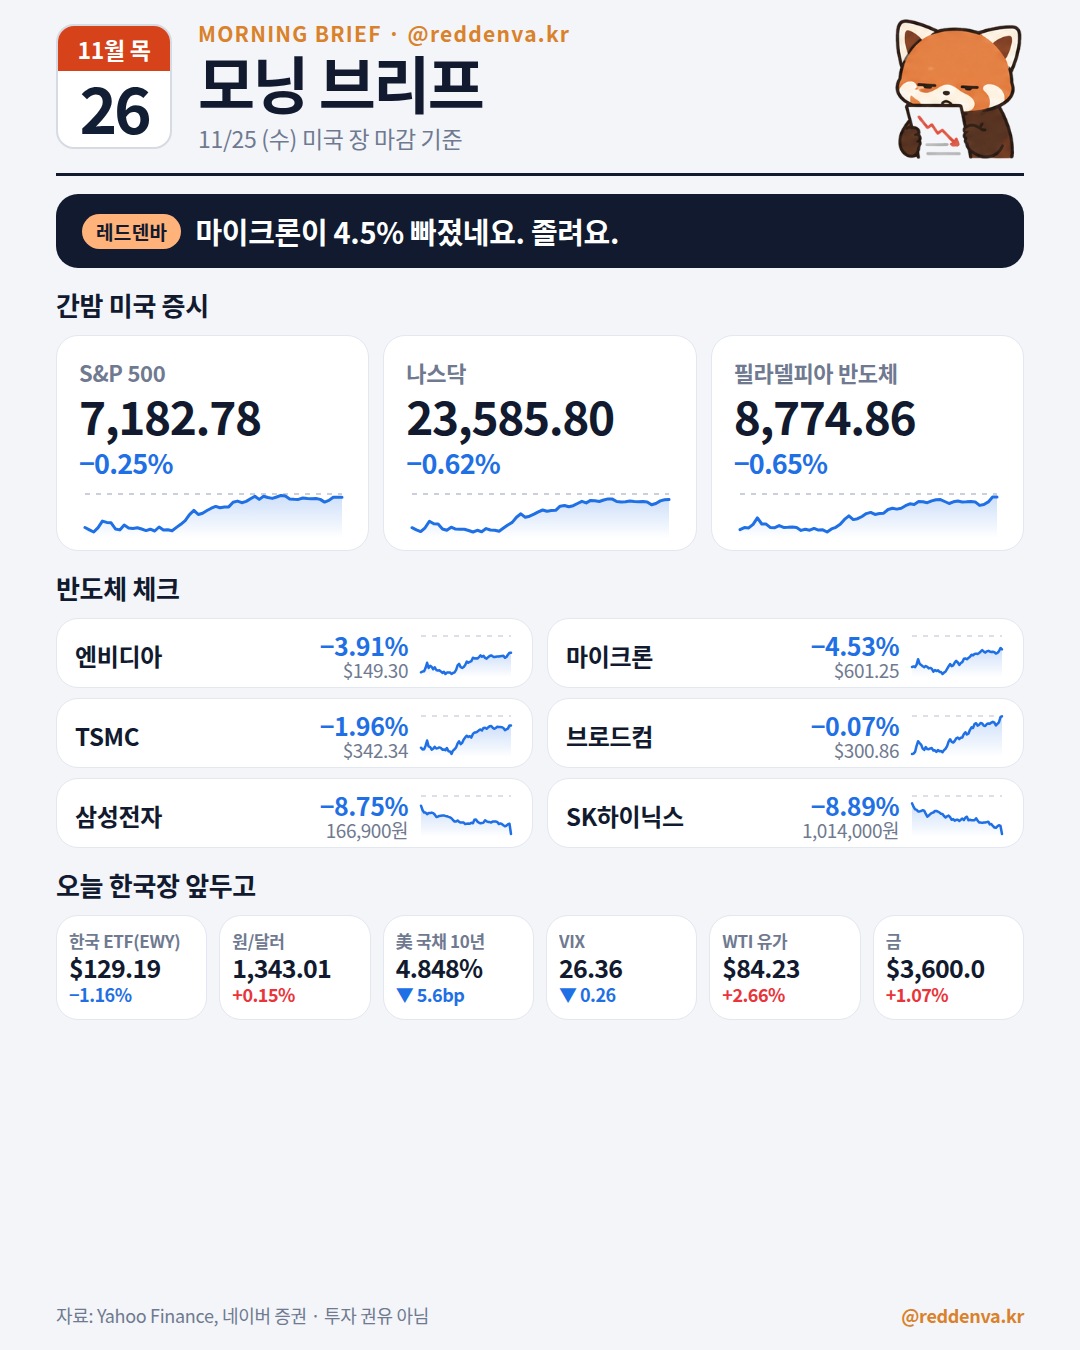 11월 목
26
MORNING BRIEF · @reddenva.kr
모닝 브리프
11/25 (수) 미국 장 마감 기준
레드덴바 마이크론이 4.5% 빠졌네요. 졸려요.
간밤 미국 증시
S&P 500
7,182.78
−0.25%
나스닥
23,585.80
−0.62%
필라델피아 반도체
8,774.86
−0.65%
반도체 체크
엔비디아
−3.91%
$149.30
마이크론
−4.53%
$601.25
TSMC
−1.96%
$342.34
브로드컴
−0.07%
$300.86
삼성전자
−8.75%
166,900원
SK하이닉스
−8.89%
1,014,000원
오늘 한국장 앞두고
한국 ETF(EWY)
$129.19
−1.16%
원/달러
1,343.01
+0.15%
美 국채 10년
4.848%
▼ 5.6bp
VIX
26.36
▼ 0.26
WTI 유가
$84.23
+2.66%
금
$3,600.0
+1.07%
자료: Yahoo Finance, 네이버 증권 · 투자 권유 아님
@reddenva.kr